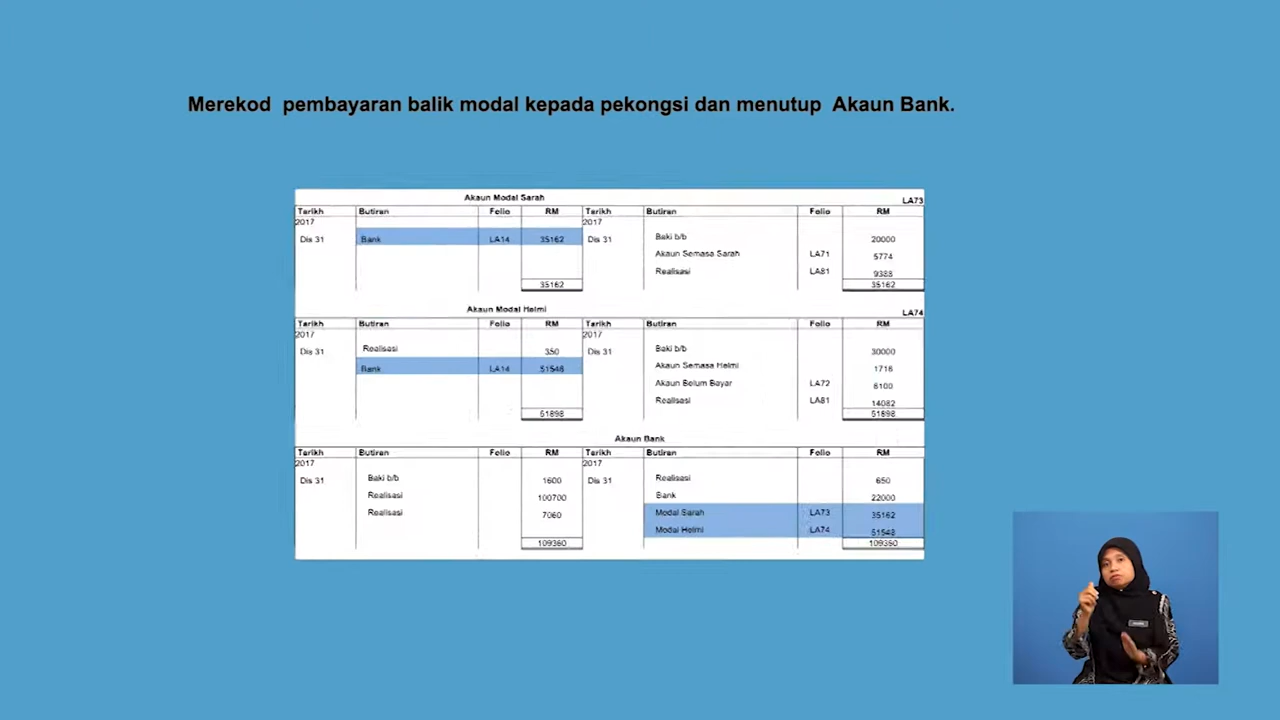 Merekod pembayaran balik modal kepada pekongsi dan menutup Akaun Bank.
Akaun Modal Sarah LA73
Tarikh Butiran Folio RM Tarikh Butiran Folio RM
2017 2017
Dis 31 Bank LA14 35162 Dis 31 Baki b/b 20000
Akaun Semasa Sarah LA71 5774
Realisasi LA81 9388
35162 35162
Akaun Modal Helmi LA74
Tarikh Butiran Folio RM Tarikh Butiran Folio RM
2017 2017
Dis 31 Realisasi 350 Dis 31 Baki b/b 30000
Bank LA14 51548 Akaun Semasa Helmi 1716
Akaun Belum Bayar LA72 6100
Realisasi LA81 14082
51898 51898
Akaun Bank
Tarikh Butiran Folio RM Tarikh Butiran Folio RM
2017 2017
Dis 31 Baki b/b 1600 Dis 31 Realisasi 650
Realisasi 100700 Bank 22000
Realisasi 7060 Modal Sarah LA73 35162
Modal Helmi LA74 51548
109360 109360